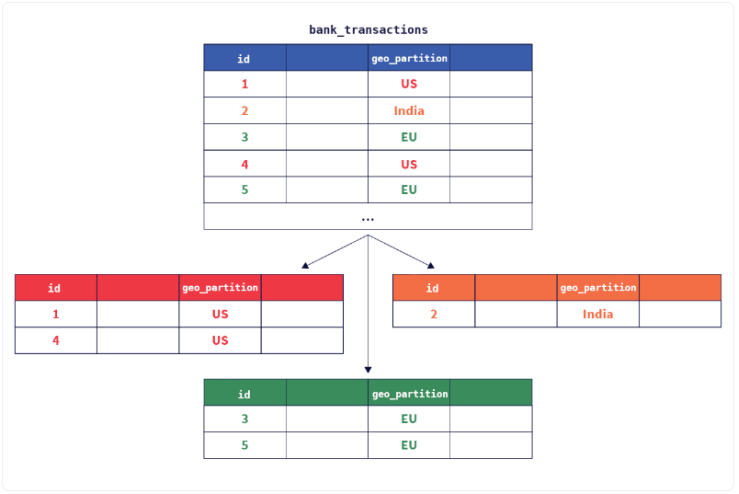 bank_transactions
id geo_partition
1 US
2 India
3 EU
4 US
5 EU
...
id geo_partition
1 US
4 US
id geo_partition
2 India
id geo_partition
3 EU
5 EU